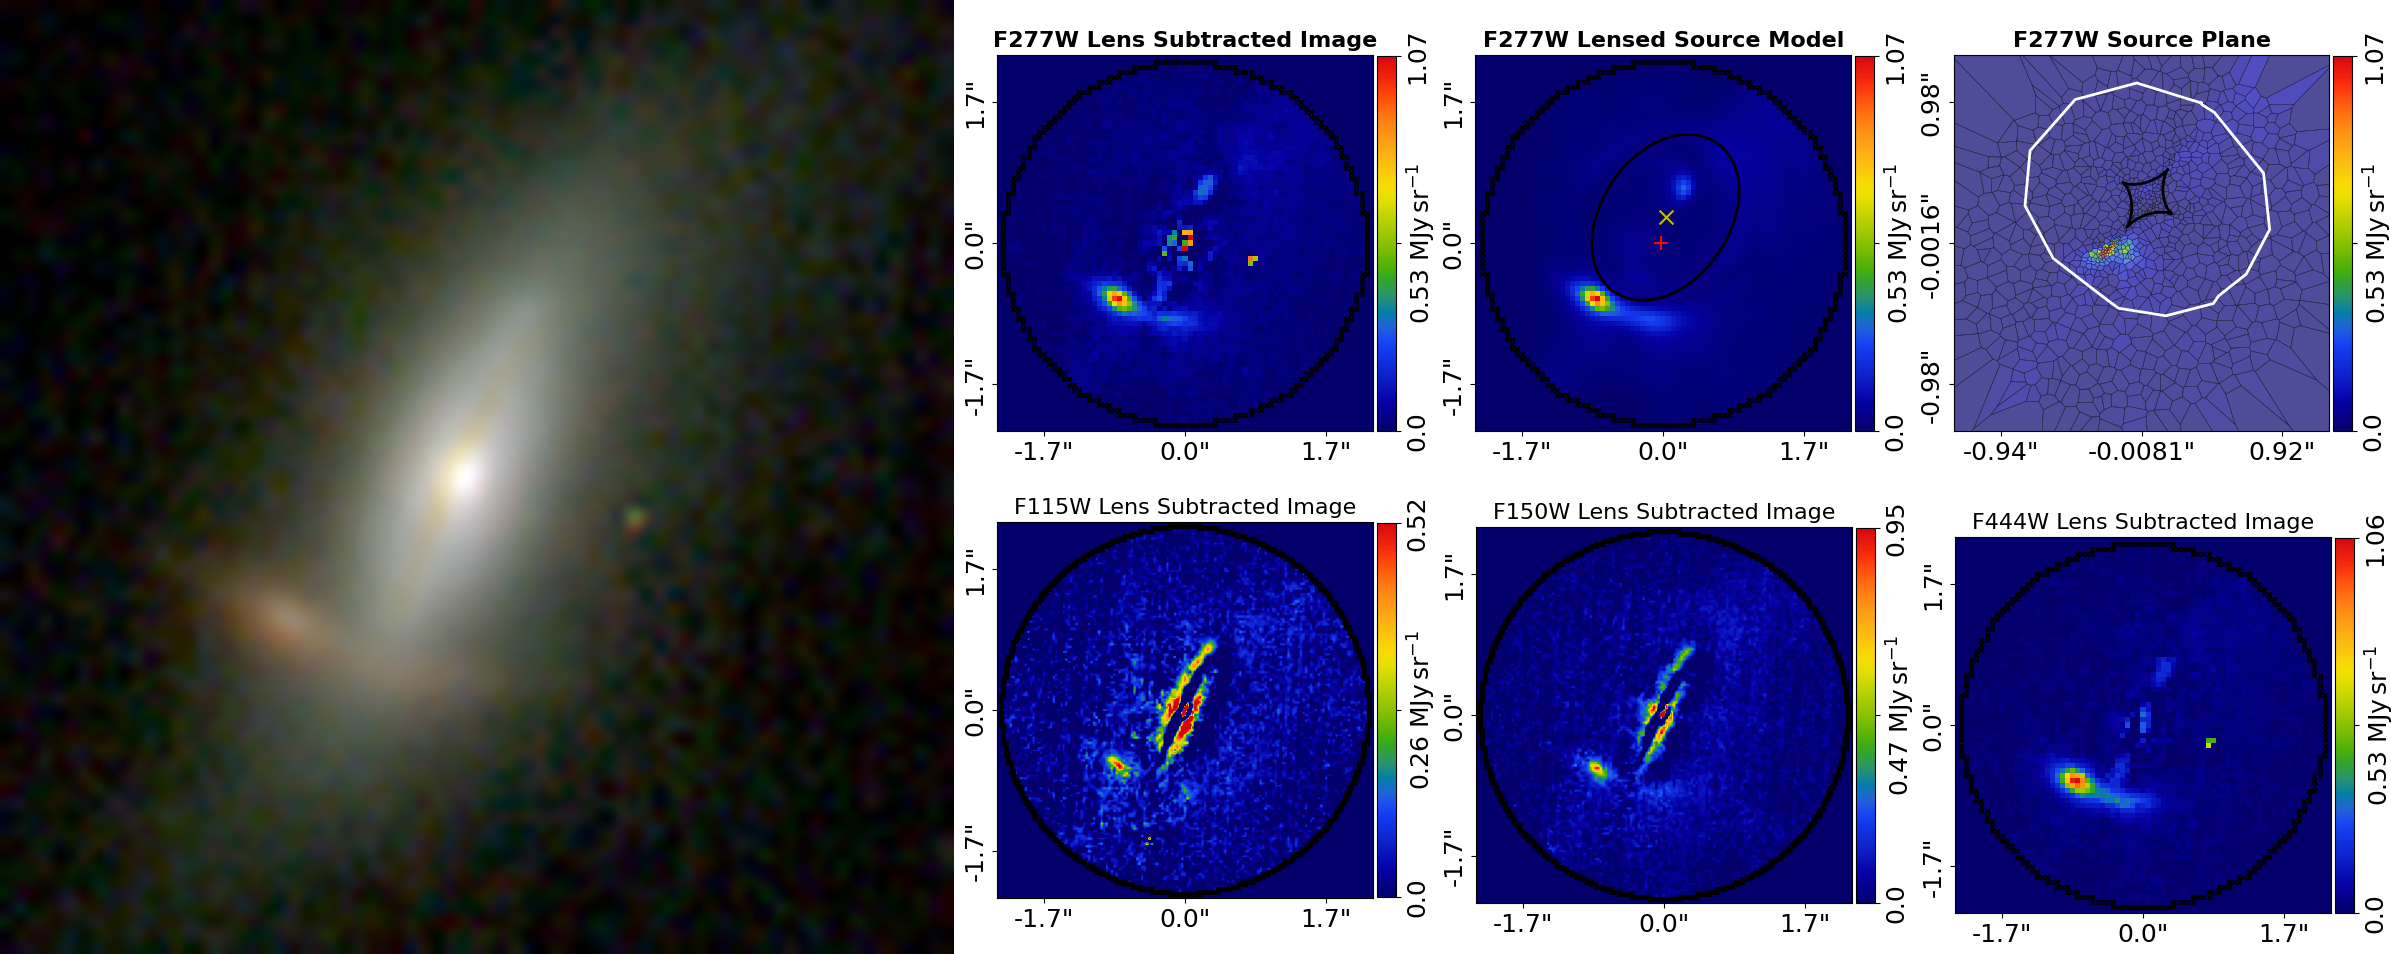 F277W Lens Subtracted Image
1.7"
0.0"
-1.7"
-1.7" 0.0" 1.7"
1.07
0.53 MJy sr⁻¹
0.0
F277W Lensed Source Model
1.7"
0.0"
-1.7"
-1.7" 0.0" 1.7"
1.07
0.53 MJy sr⁻¹
0.0
F277W Source Plane
0.98"
-0.0016"
-0.98"
-0.94" -0.0081" 0.92"
1.07
0.53 MJy sr⁻¹
0.0
F115W Lens Subtracted Image
1.7"
0.0"
-1.7"
-1.7" 0.0" 1.7"
0.52
0.26 MJy sr⁻¹
0.0
F150W Lens Subtracted Image
1.7"
0.0"
-1.7"
-1.7" 0.0" 1.7"
0.95
0.47 MJy sr⁻¹
0.0
F444W Lens Subtracted Image
1.7"
0.0"
-1.7"
-1.7" 0.0" 1.7"
1.06
0.53 MJy sr⁻¹
0.0